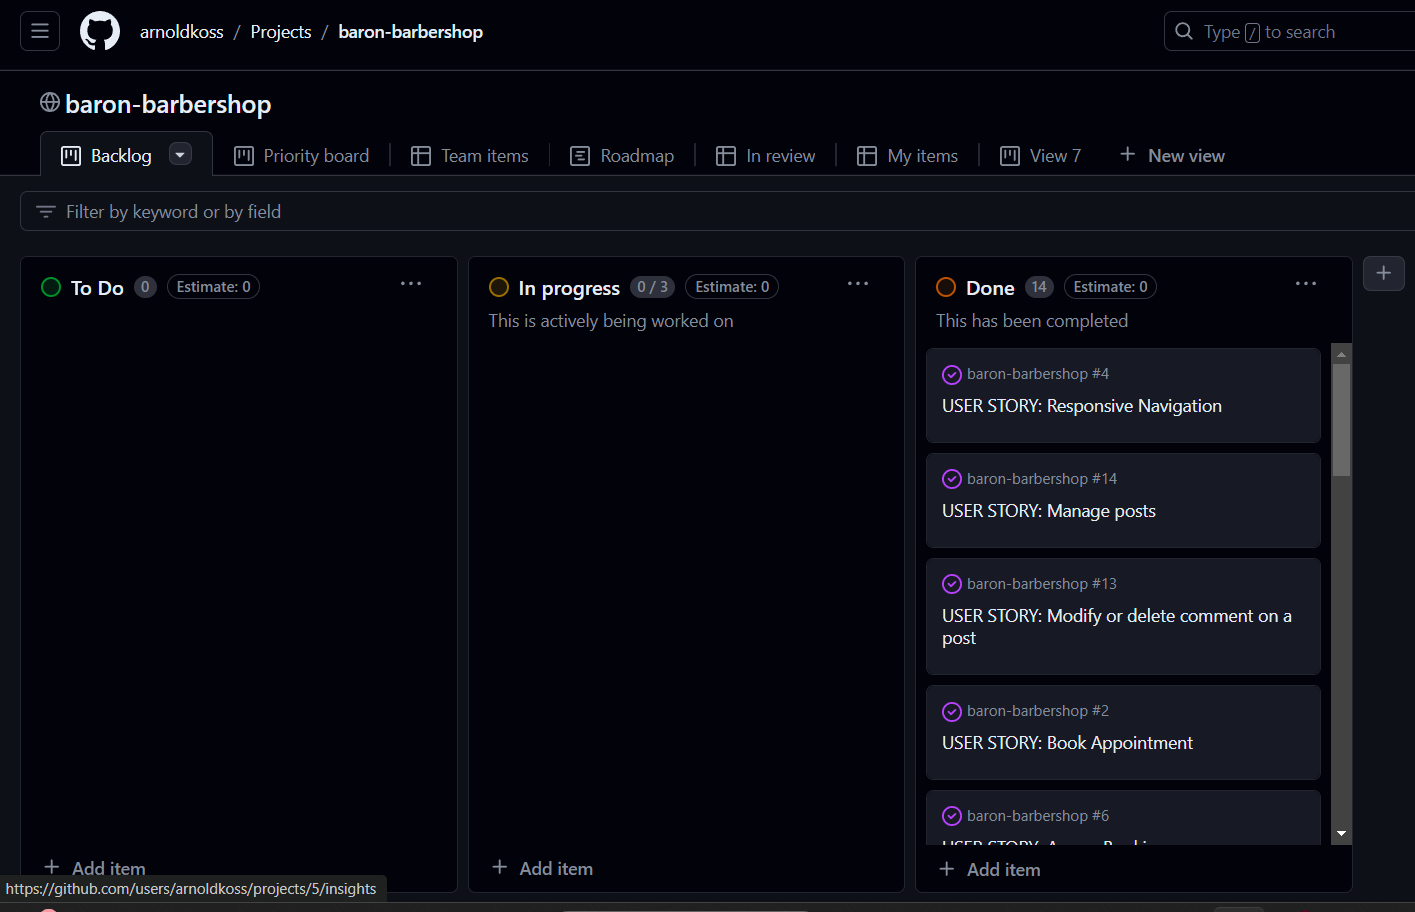 arnoldkoss / Projects / baron-barbershop
Type / to search
baron-barbershop
Backlog
Priority board
Team items
Roadmap
In review
My items
View 7
New view
Filter by keyword or by field
To Do 0 Estimate: 0
Add item
In progress 0 / 3 Estimate: 0
This is actively being worked on
Add item
Done 14 Estimate: 0
This has been completed
baron-barbershop #4
USER STORY: Responsive Navigation
baron-barbershop #14
USER STORY: Manage posts
baron-barbershop #13
USER STORY: Modify or delete comment on a
post
baron-barbershop #2
USER STORY: Book Appointment
baron-barbershop #6
USER STORY:
Add item
https://github.com/users/arnoldkoss/projects/5/insights